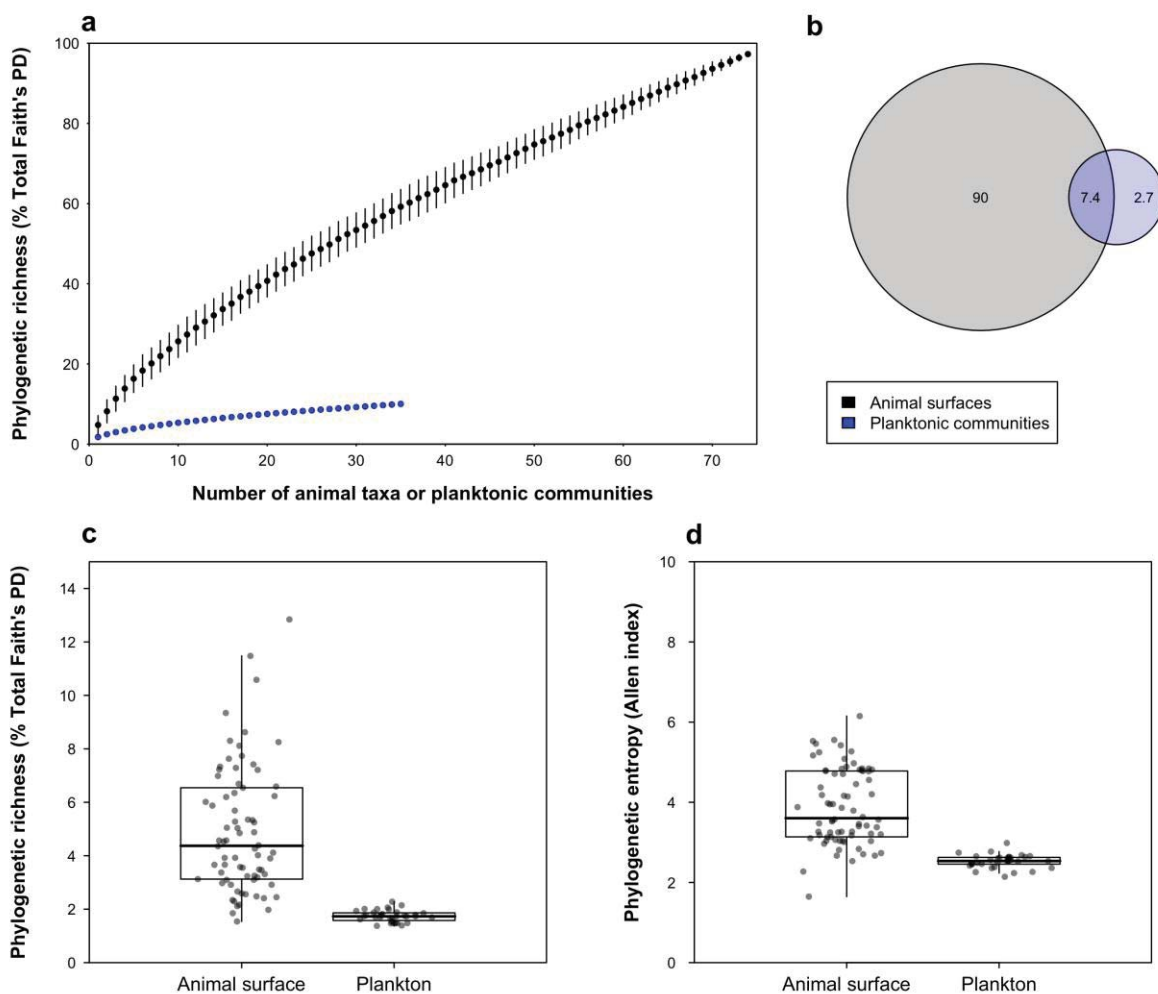 a
Phylogenetic richness (% Total Faith's PD)
100
80
60
40
20
0
0 10 20 30 40 50 60 70
Number of animal taxa or planktonic communities
b
90 7.4 2.7
Animal surfaces
Planktonic communities
c
Phylogenetic richness (% Total Faith's PD)
14
12
10
8
6
4
2
0
Animal surface Plankton
d
Phylogenetic entropy (Allen index)
10
8
6
4
2
0
Animal surface Plankton